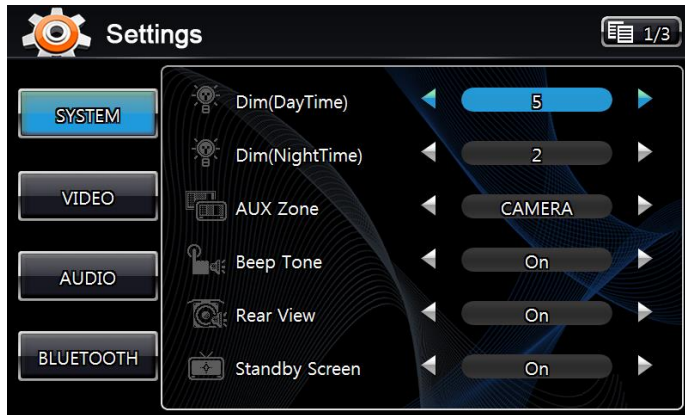 Settings
1/3
SYSTEM
VIDEO
AUDIO
BLUETOOTH
Dim(DayTime) 5
Dim(NightTime) 2
AUX Zone CAMERA
Beep Tone On
Rear View On
Standby Screen On